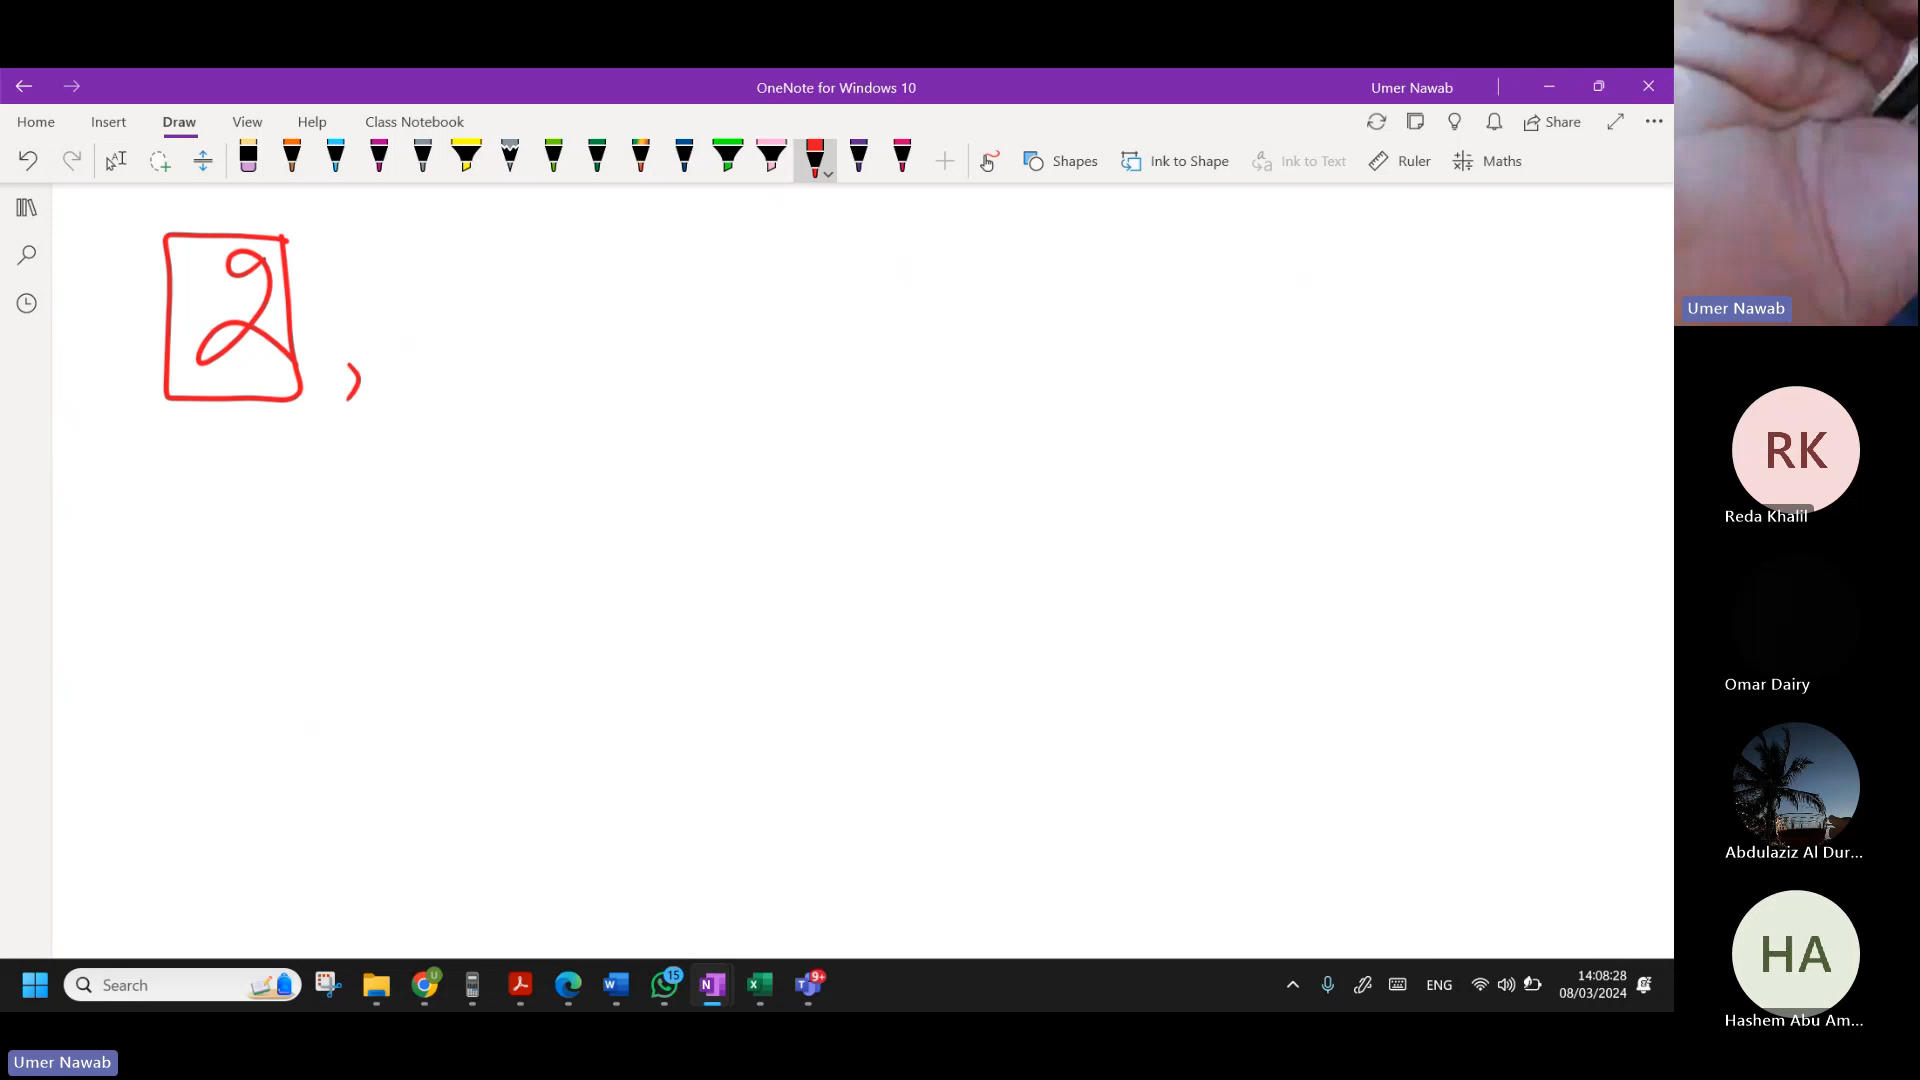 OneNote for Windows 10
Umer Nawab
Home Insert Draw View Help Class Notebook
Share
Shapes Ink to Shape Ink to Text Ruler Maths
2 ,
Umer Nawab
RK
Reda Khalil
Omar Dairy
Abdulaziz Al Dur...
HA
Hashem Abu Am...
Search
U
15
9+
ENG
14:08:28
08/03/2024
Umer Nawab